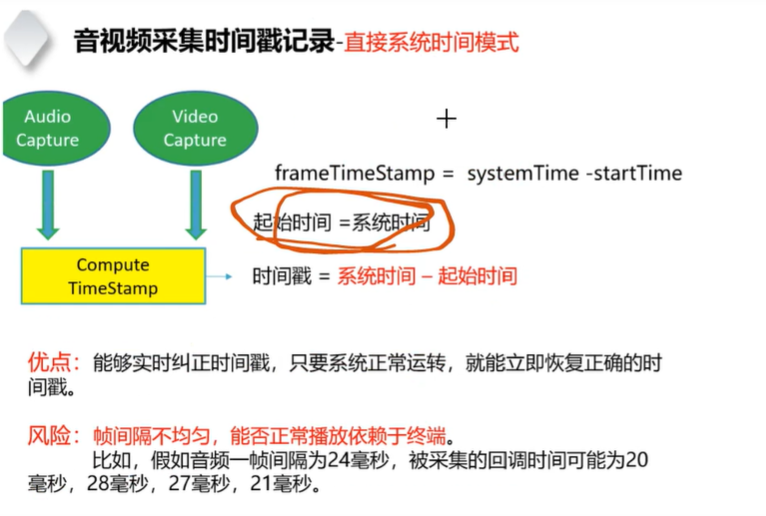 音视频采集时间戳记录-直接系统时间模式
Audio
Capture
Video
Capture
frameTimeStamp = systemTime -startTime
起始时间 =系统时间
Compute
TimeStamp
时间戳 = 系统时间 – 起始时间
优点：能够实时纠正时间戳，只要系统正常运转，就能立即恢复正确的时
间戳。
风险：帧间隔不均匀，能否正常播放依赖于终端。
比如，假如音频一帧间隔为24毫秒，被采集的回调时间可能为20
毫秒，28毫秒，27毫秒，21毫秒。